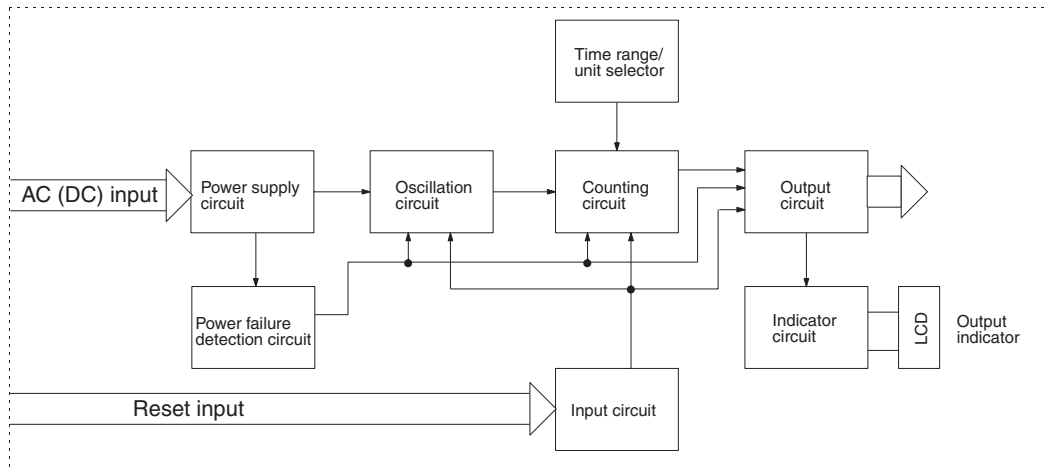 Time range/
unit selector
AC (DC) input
Power supply
circuit
Oscillation
circuit
Counting
circuit
Output
circuit
Power failure
detection circuit
Indicator
circuit
LCD
Output
indicator
Reset input
Input circuit